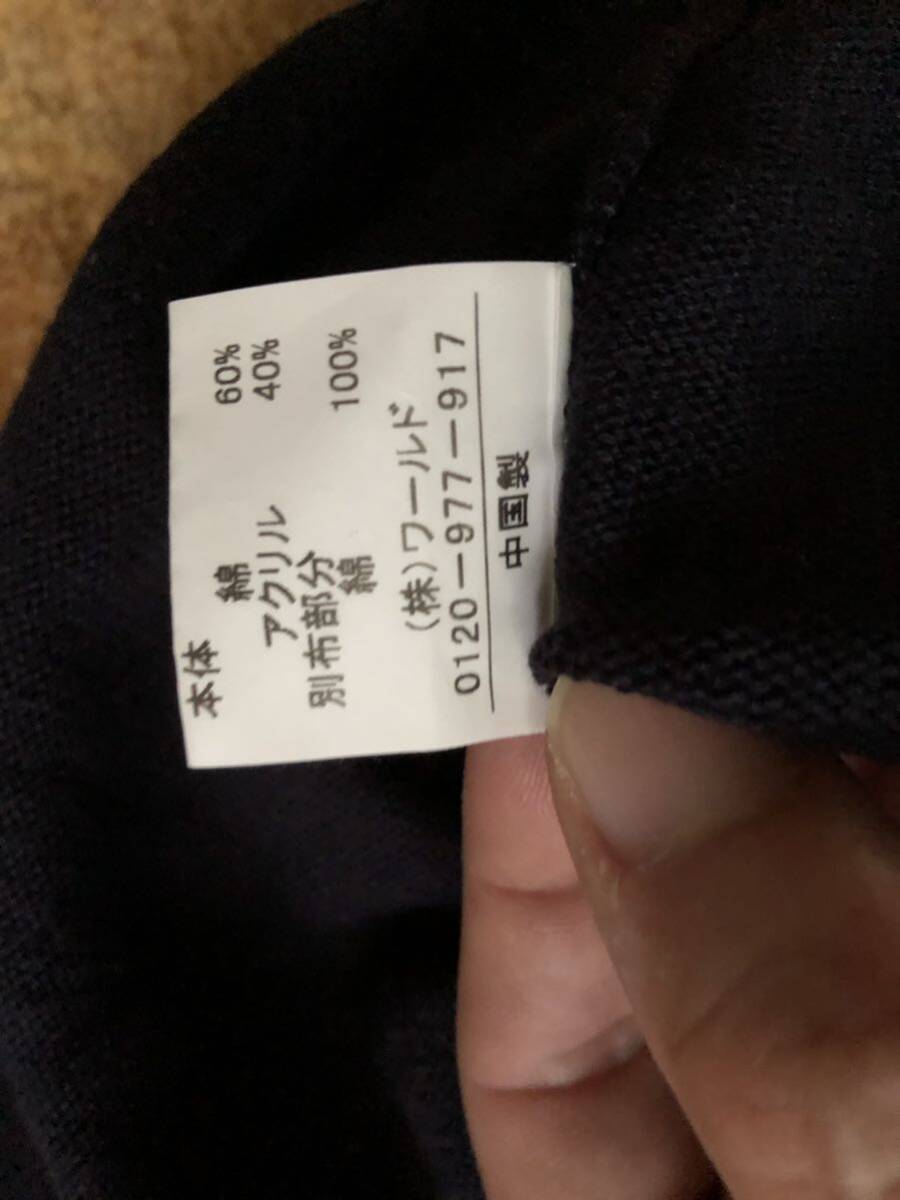 本体
綿 60%
アクリル 40%
別布部分
綿 100%
(株)ワールド
0120-977-917
中国製